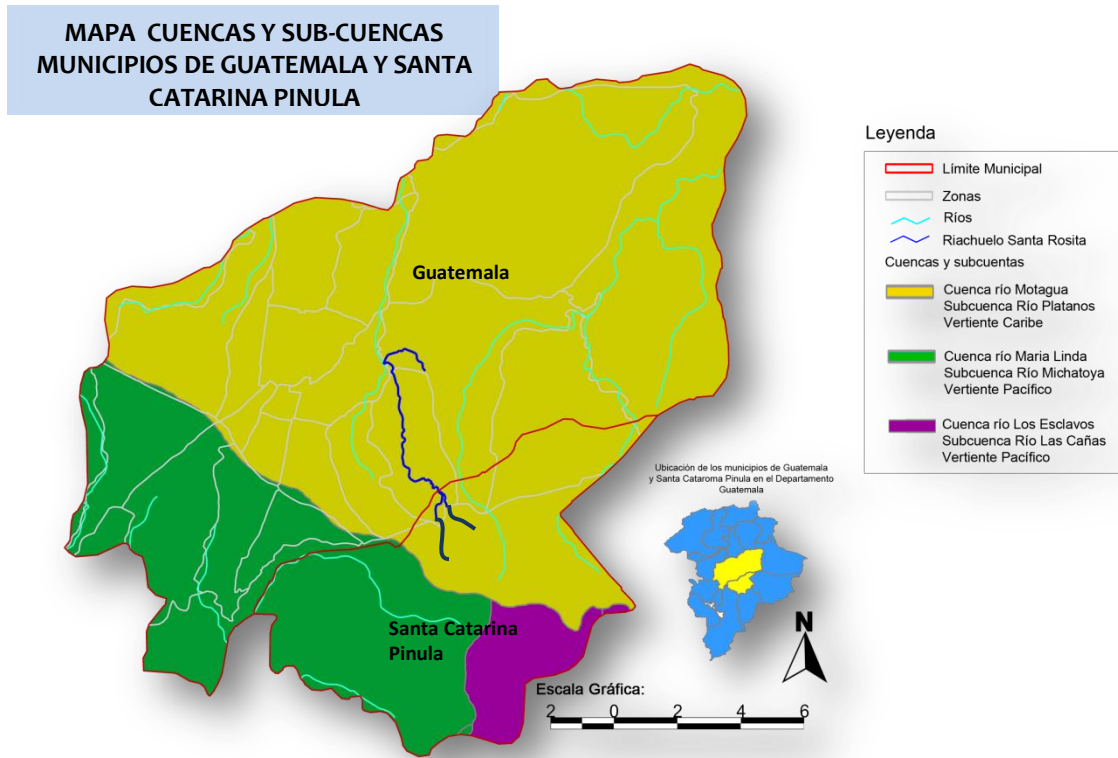 MAPA CUENCAS Y SUB-CUENCAS
MUNICIPIOS DE GUATEMALA Y SANTA
CATARINA PINULA
Guatemala
Santa Catarina
Pinula
Leyenda
Límite Municipal
Zonas
Ríos
Riachuelo Santa Rosita
Cuencas y subcuentas
Cuenca río Motagua
Subcuenca Río Platanos
Vertiente Caribe
Cuenca río Maria Linda
Subcuenca Río Michatoya
Vertiente Pacífico
Cuenca río Los Esclavos
Subcuenca Río Las Cañas
Vertiente Pacífico
Ubicación de los municipios de Guatemala
y Santa Cataroma Pinula en el Departamento
Guatemala
N
Escala Gráfica:
2 0 2 4 6